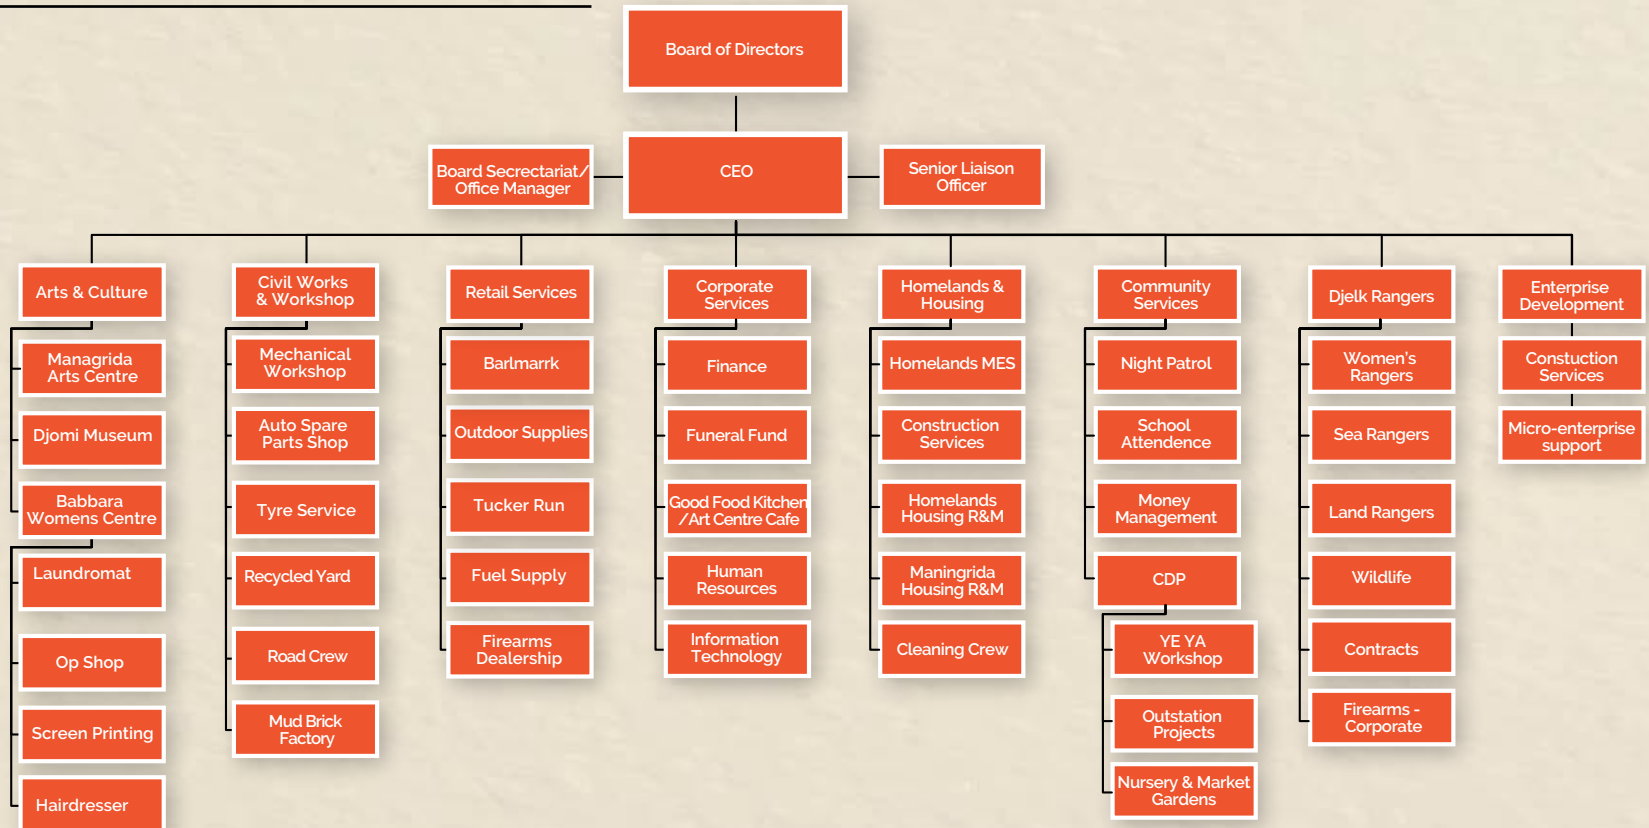 Board of Directors
Board Secrectariat/
Office Manager
CEO
Senior Liaison
Officer
Arts & Culture
Managrida
Arts Centre
Djomi Museum
Babbara
Womens Centre
Laundromat
Op Shop
Screen Printing
Hairdresser
Civil Works
& Workshop
Mechanical
Workshop
Auto Spare
Parts Shop
Tyre Service
Recycled Yard
Road Crew
Mud Brick
Factory
Retail Services
Barlmarrk
Outdoor Supplies
Tucker Run
Fuel Supply
Firearms
Dealership
Corporate
Services
Finance
Funeral Fund
Good Food Kitchen
/Art Centre Cafe
Human
Resources
Information
Technology
Homelands &
Housing
Homelands MES
Construction
Services
Homelands
Housing R&M
Maningrida
Housing R&M
Cleaning Crew
Community
Services
Night Patrol
School
Attendence
Money
Management
CDP
YE YA
Workshop
Outstation
Projects
Nursery & Market
Gardens
Djelk Rangers
Women's
Rangers
Sea Rangers
Land Rangers
Wildlife
Contracts
Firearms -
Corporate
Enterprise
Development
Constuction
Services
Micro-enterprise
support